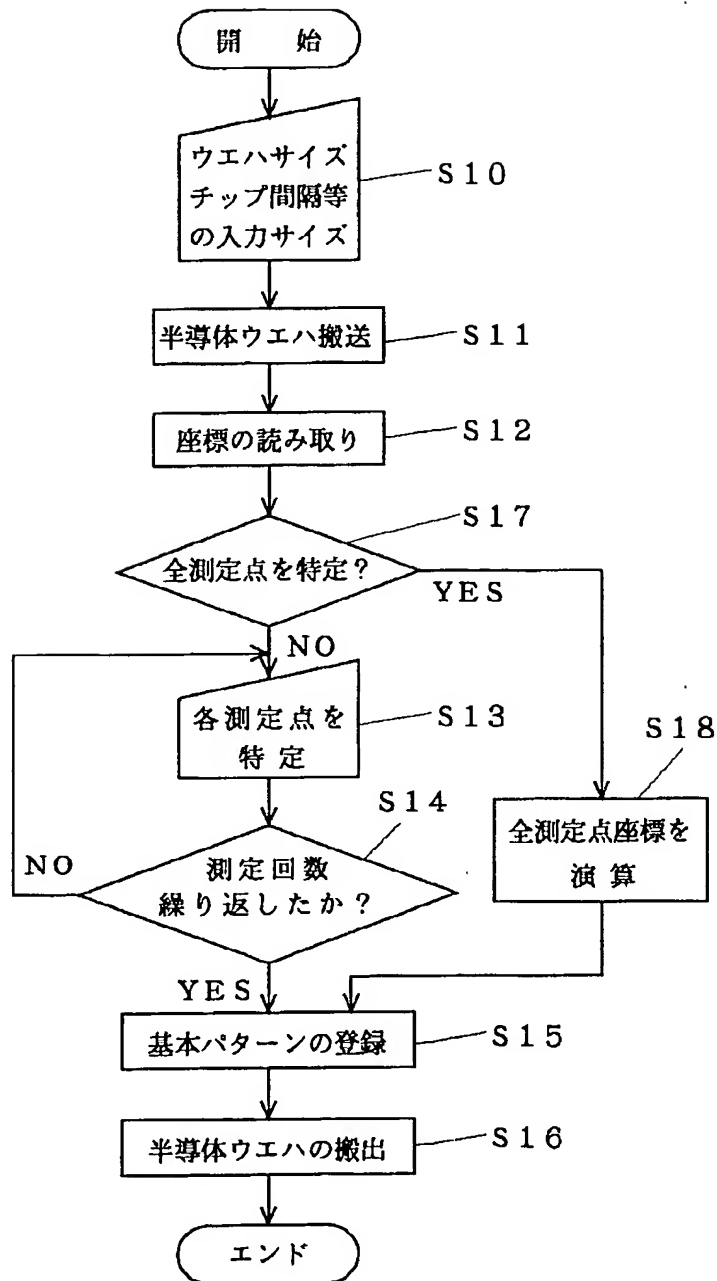 開 始
ウエハサイズ
チップ間隔等
の入力サイズ
S10
半導体ウエハ搬送
S11
座標の読み取り
S12
S17
全測定点を特定?
YES
NO
各測定点を
特定
S13
S18
S14
全測定点座標を
演算
NO
測定回数
繰り返したか?
YES
基本パターンの登録
S15
半導体ウエハの搬出
S16
エンド